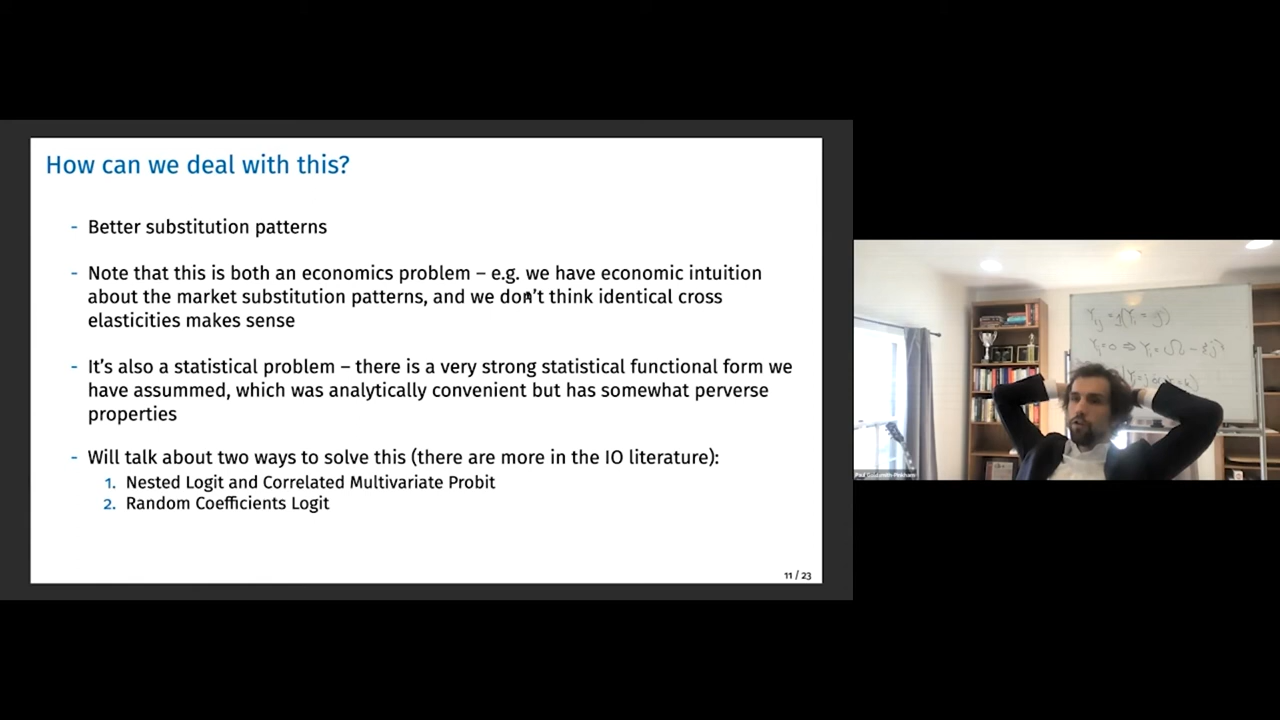 How can we deal with this?
- Better substitution patterns
- Note that this is both an economics problem – e.g. we have economic intuition
about the market substitution patterns, and we don't think identical cross
elasticities makes sense
- It's also a statistical problem – there is a very strong statistical functional form we
have assummed, which was analytically convenient but has somewhat perverse
properties
- Will talk about two ways to solve this (there are more in the IO literature):
1. Nested Logit and Correlated Multivariate Probit
2. Random Coefficients Logit
11 / 23
Paul Goldsmith-Pinkham